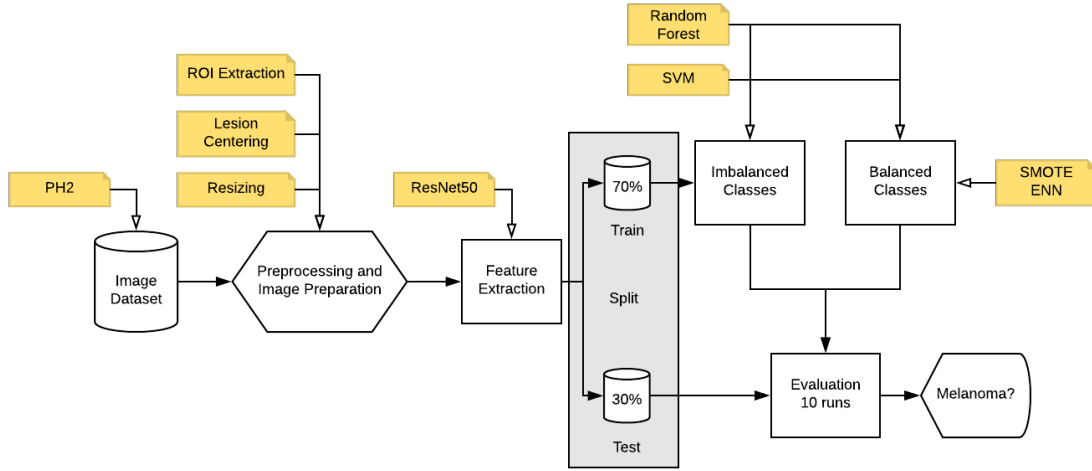 Random
Forest
ROI Extraction
SVM
Lesion
Centering
PH2
Resizing
ResNet50
70%
Train
Imbalanced
Classes
Balanced
Classes
SMOTE
ENN
Image
Dataset
Preprocessing and
Image Preparation
Feature
Extraction
Split
30%
Test
Evaluation
10 runs
Melanoma?